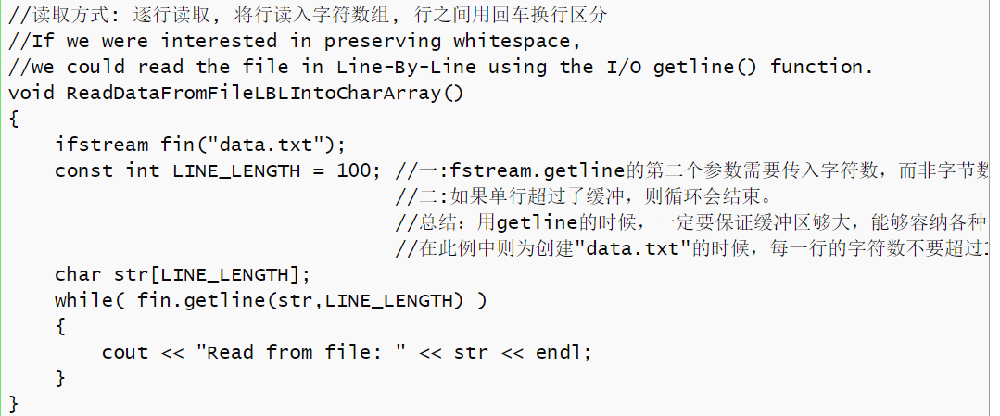 //读取方式: 逐行读取, 将行读入字符数组, 行之间用回车换行区分
//If we were interested in preserving whitespace,
//we could read the file in Line-By-Line using the I/O getline() function.
void ReadDataFromFileLBLIntoCharArray()
{
    ifstream fin("data.txt");
    const int LINE_LENGTH = 100; //一:fstream.getline的第二个参数需要传入字符数，而非字节数
                             //二:如果单行超过了缓冲，则循环会结束。
                             //总结：用getline的时候，一定要保证缓冲区够大，能够容纳各种
                             //在此例中则为创建"data.txt"的时候，每一行的字符数不要超过
    char str[LINE_LENGTH];
    while( fin.getline(str,LINE_LENGTH) )
    {
        cout << "Read from file: " << str << endl;
    }
}